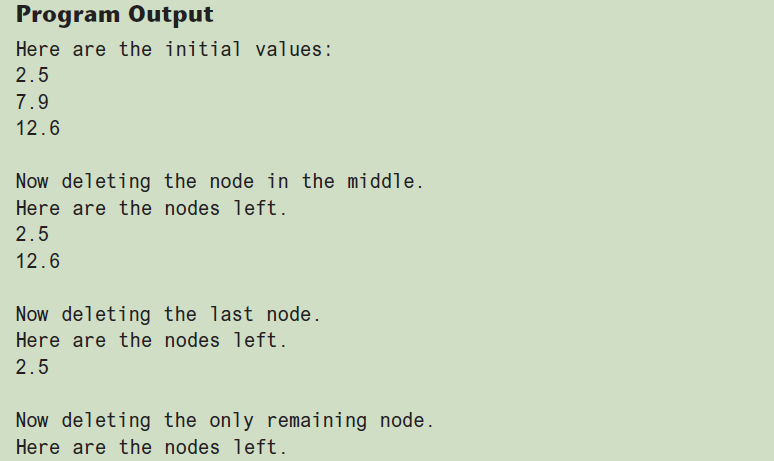 Program Output
Here are the initial values:
2.5
7.9
12.6
Now deleting the node in the middle.
Here are the nodes left.
2.5
12.6
Now deleting the last node.
Here are the nodes left.
2.5
Now deleting the only remaining node.
Here are the nodes left.